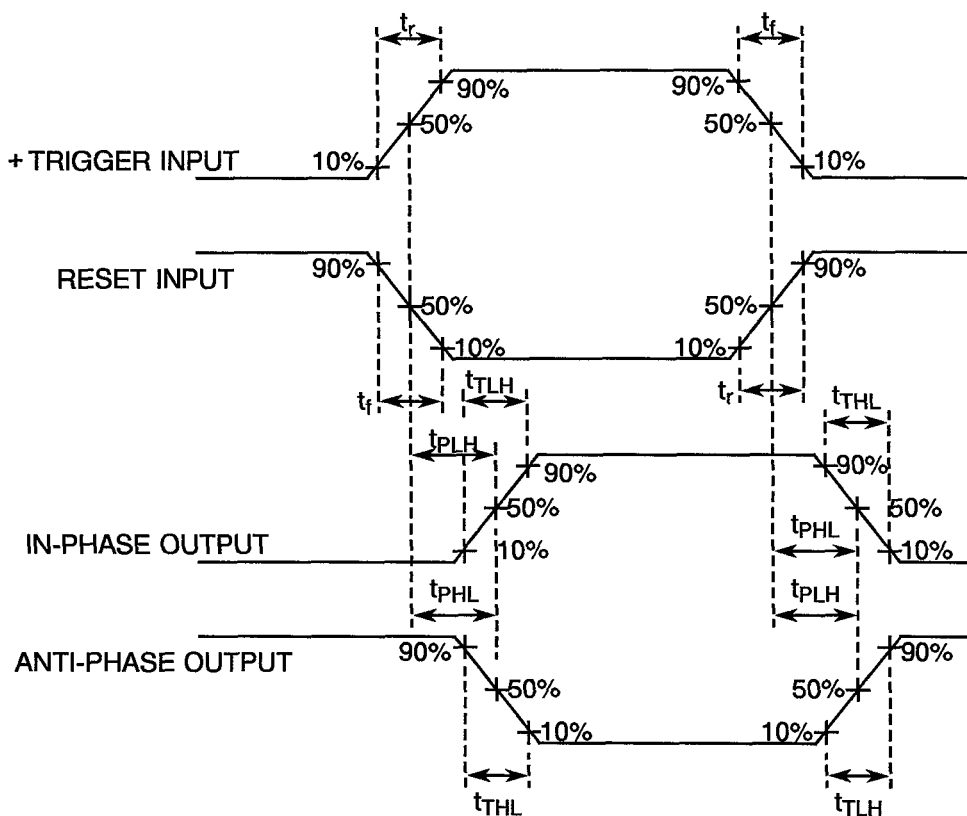 tr tf
90% 90%
50% 50%
+ TRIGGER INPUT 10% 10%
RESET INPUT 90% 90%
50% 50%
10% 10%
tf tTLH tr tTHL
tPLH
90% 90%
50% 50%
IN-PHASE OUTPUT 10% tPHL 10%
tPHL tPLH
ANTI-PHASE OUTPUT 90% 90%
50% 50%
10% 10%
tTHL tTLH